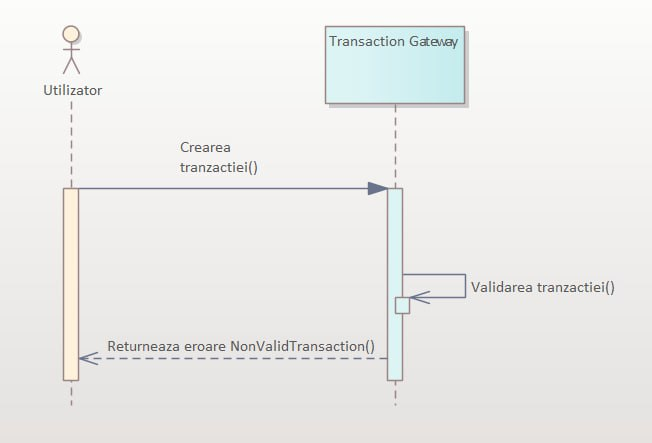 Transaction Gateway
Utilizator
Crearea
tranzactiei()
Validarea tranzactiei()
Returneaza eroare NonValidTransaction()